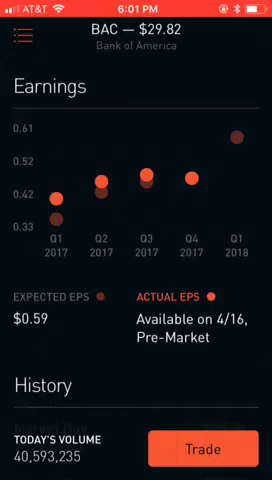 AT&T 6:01 PM
BAC — $29.82
Bank of America
Earnings
0.61
0.52
0.42
0.33
Q1 Q2 Q3 Q4 Q1
2017 2017 2017 2017 2018
EXPECTED EPS ACTUAL EPS
$0.59 Available on 4/16,
Pre-Market
History
Market Buy
TODAY'S VOLUME
40,593,235
Trade